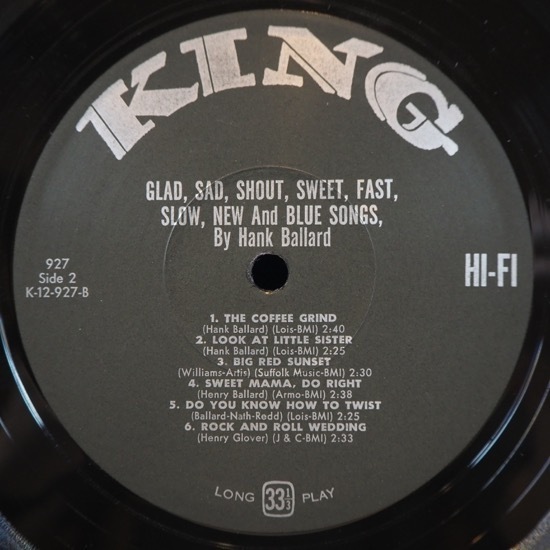 KING
GLAD, SAD, SHOUT, SWEET, FAST,
SLOW, NEW And BLUE SONGS,
By Hank Ballard
927
Side 2
K-12-927-B
HI-FI
1. THE COFFEE GRIND
(Hank Ballard) (Lois-BMI) 2:40
2. LOOK AT LITTLE SISTER
(Hank Ballard) (Lois-BMI) 2:25
3. BIG RED SUNSET
(Williams-Artis) (Suffolk Music-BMI) 2:30
4. SWEET MAMA, DO RIGHT
(Henry Ballard) (Armo-BMI) 2:38
5. DO YOU KNOW HOW TO TWIST
(Ballard-Nath-Redd) (Lois-BMI) 2:25
6. ROCK AND ROLL WEDDING
(Henry Glover) (J & C-BMI) 2:33
LONG 33 1/3 PLAY